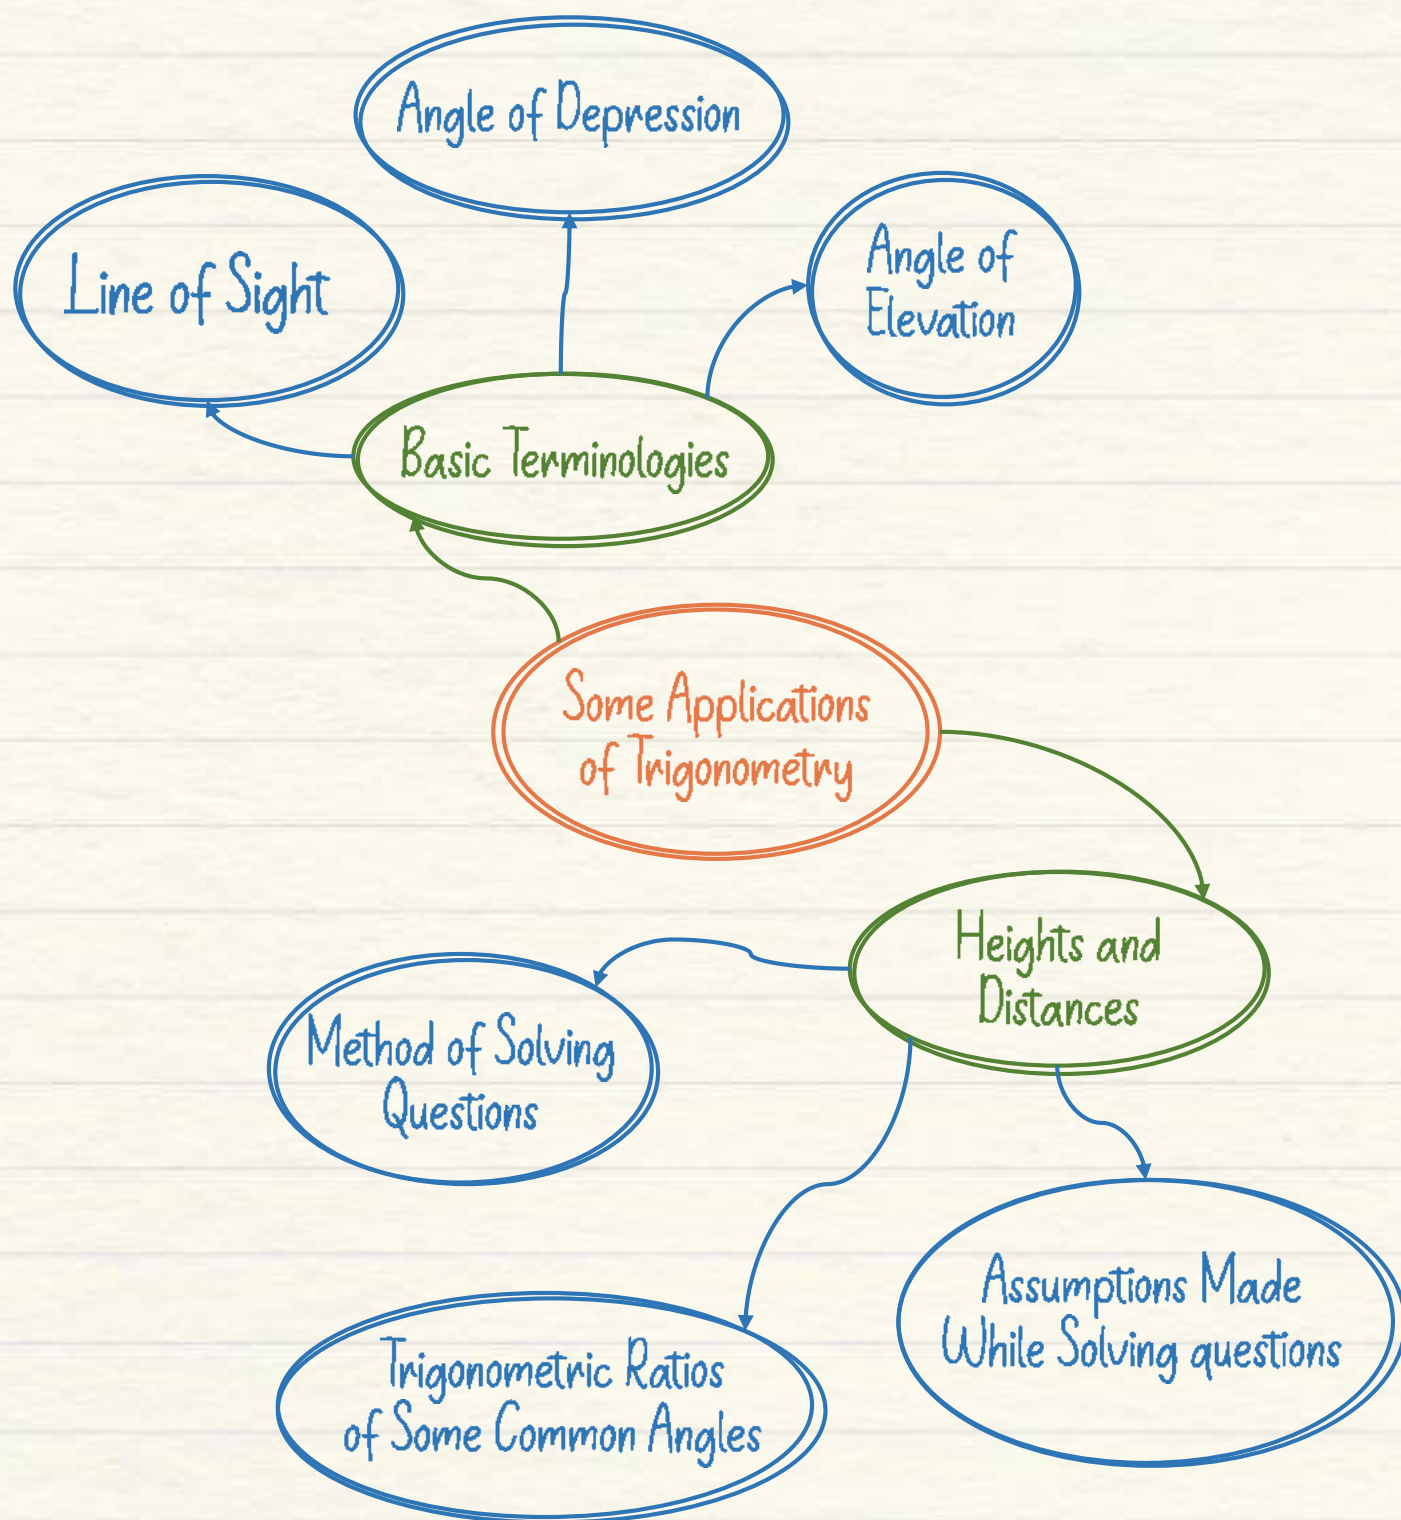 Angle of Depression
Line of Sight
Angle of
Elevation
Basic Terminologies
Some Applications
of Trigonometry
Heights and
Distances
Method of Solving
Questions
Assumptions Made
While Solving questions
Trigonometric Ratios
of Some Common Angles